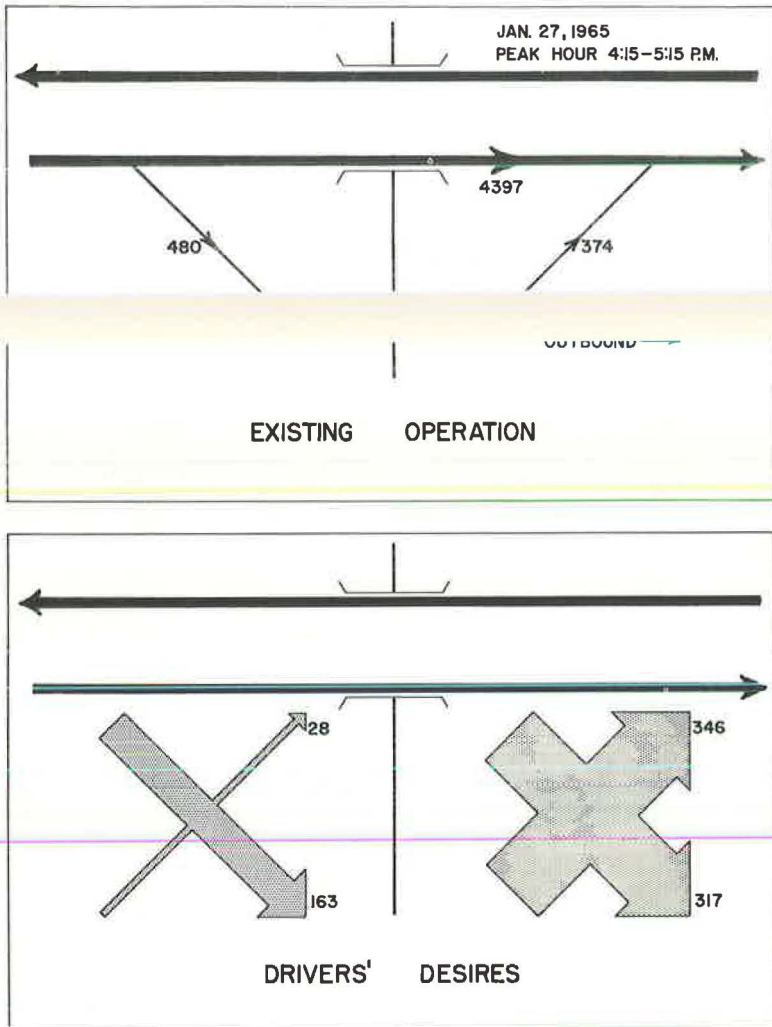 JAN. 27, 1965
PEAK HOUR 4:15-5:15 P.M.
4397
480
374
OUTBOUND
EXISTING OPERATION
28
346
163
317
DRIVERS' DESIRES